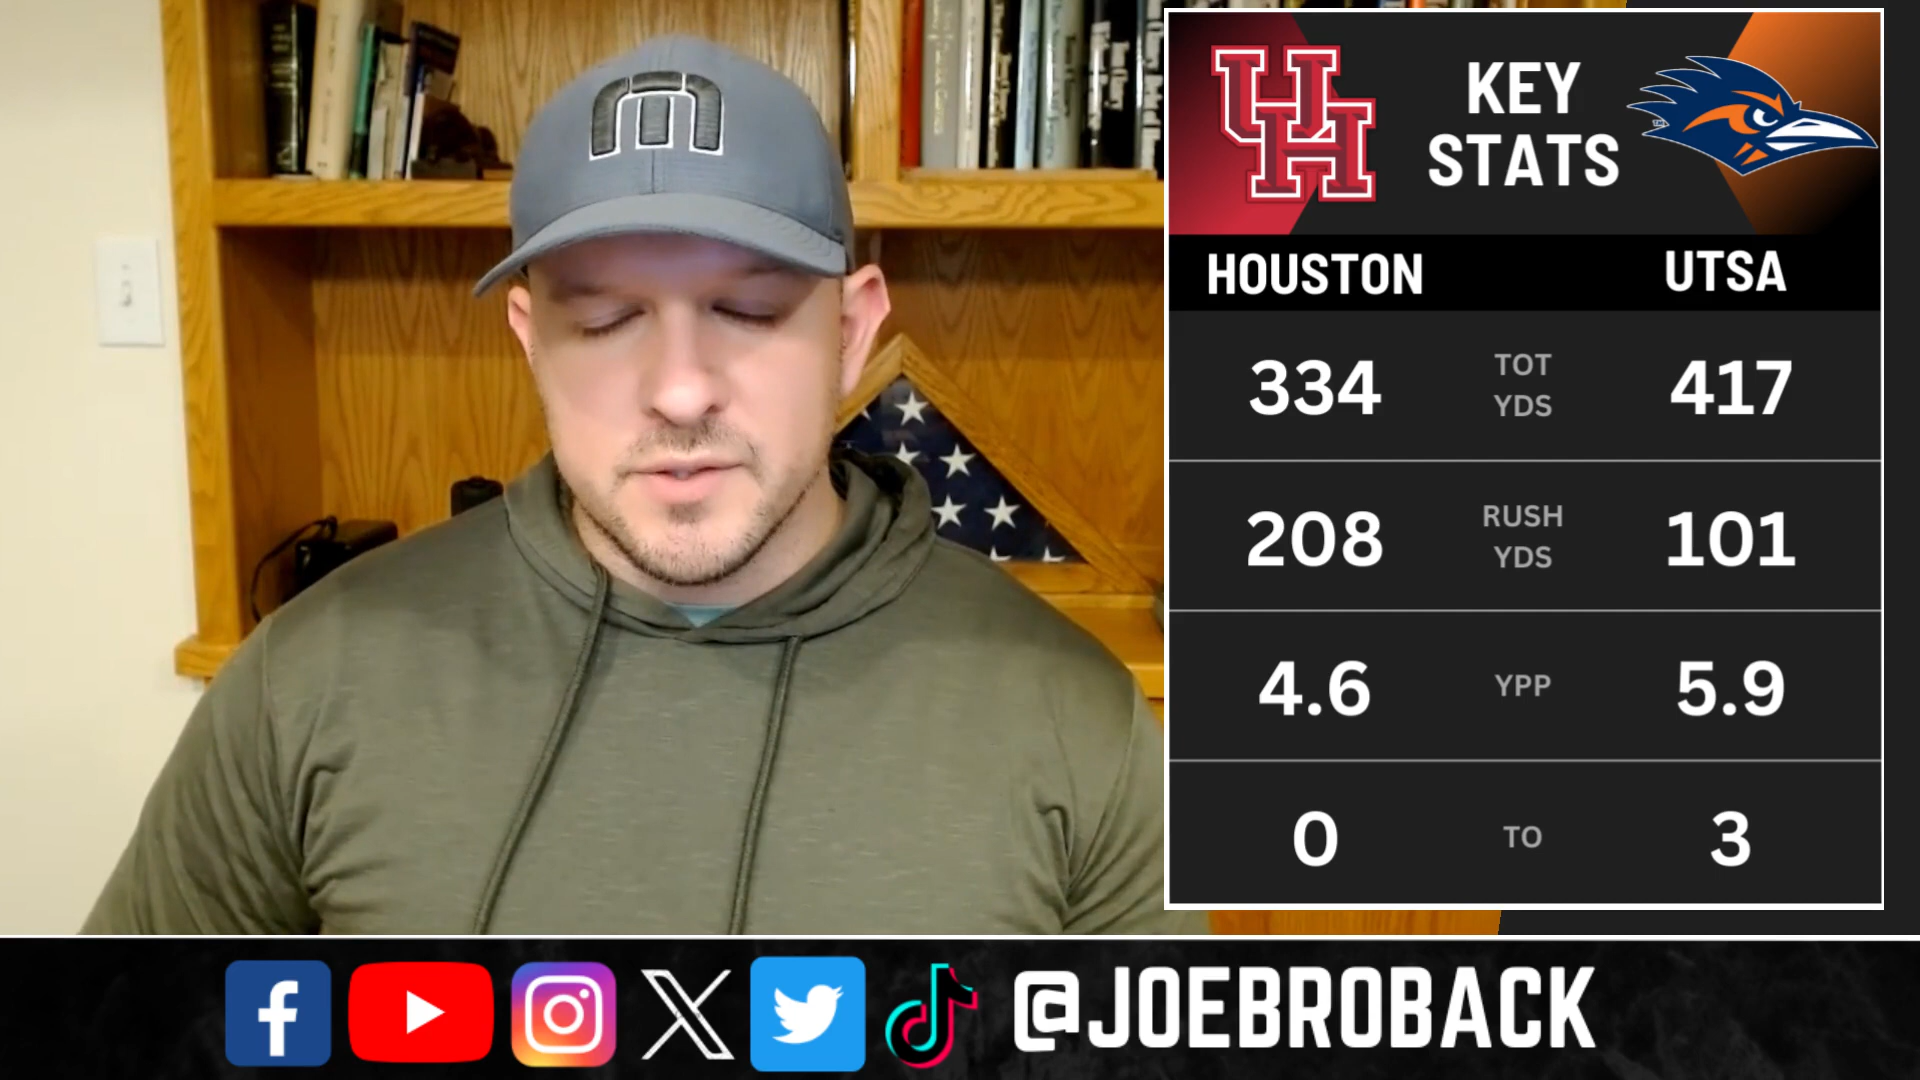 KEY
STATS
HOUSTON UTSA
334 TOT YDS 417
208 RUSH YDS 101
4.6 YPP 5.9
0 TO 3
@JOEBROBACK